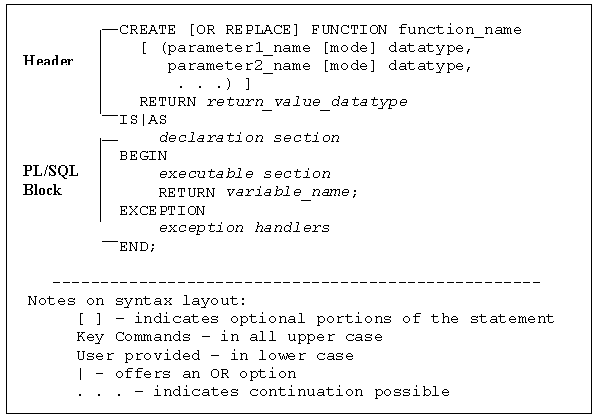 CREATE [OR REPLACE] FUNCTION function_name
[ (parameter1_name [mode] datatype,
Header
parameter2_name [mode] datatype,
. . .) ]
RETURN return_value_datatype
IS|AS
declaration section
BEGIN
PL/SQL
Block
executable section
RETURN variable_name;
EXCEPTION
exception handlers
END;
Notes on syntax layout:
[ ] – indicates optional portions of the statement
Key Commands – in all upper case
User provided – in lower case
| - offers an OR option
. . . – indicates continuation possible